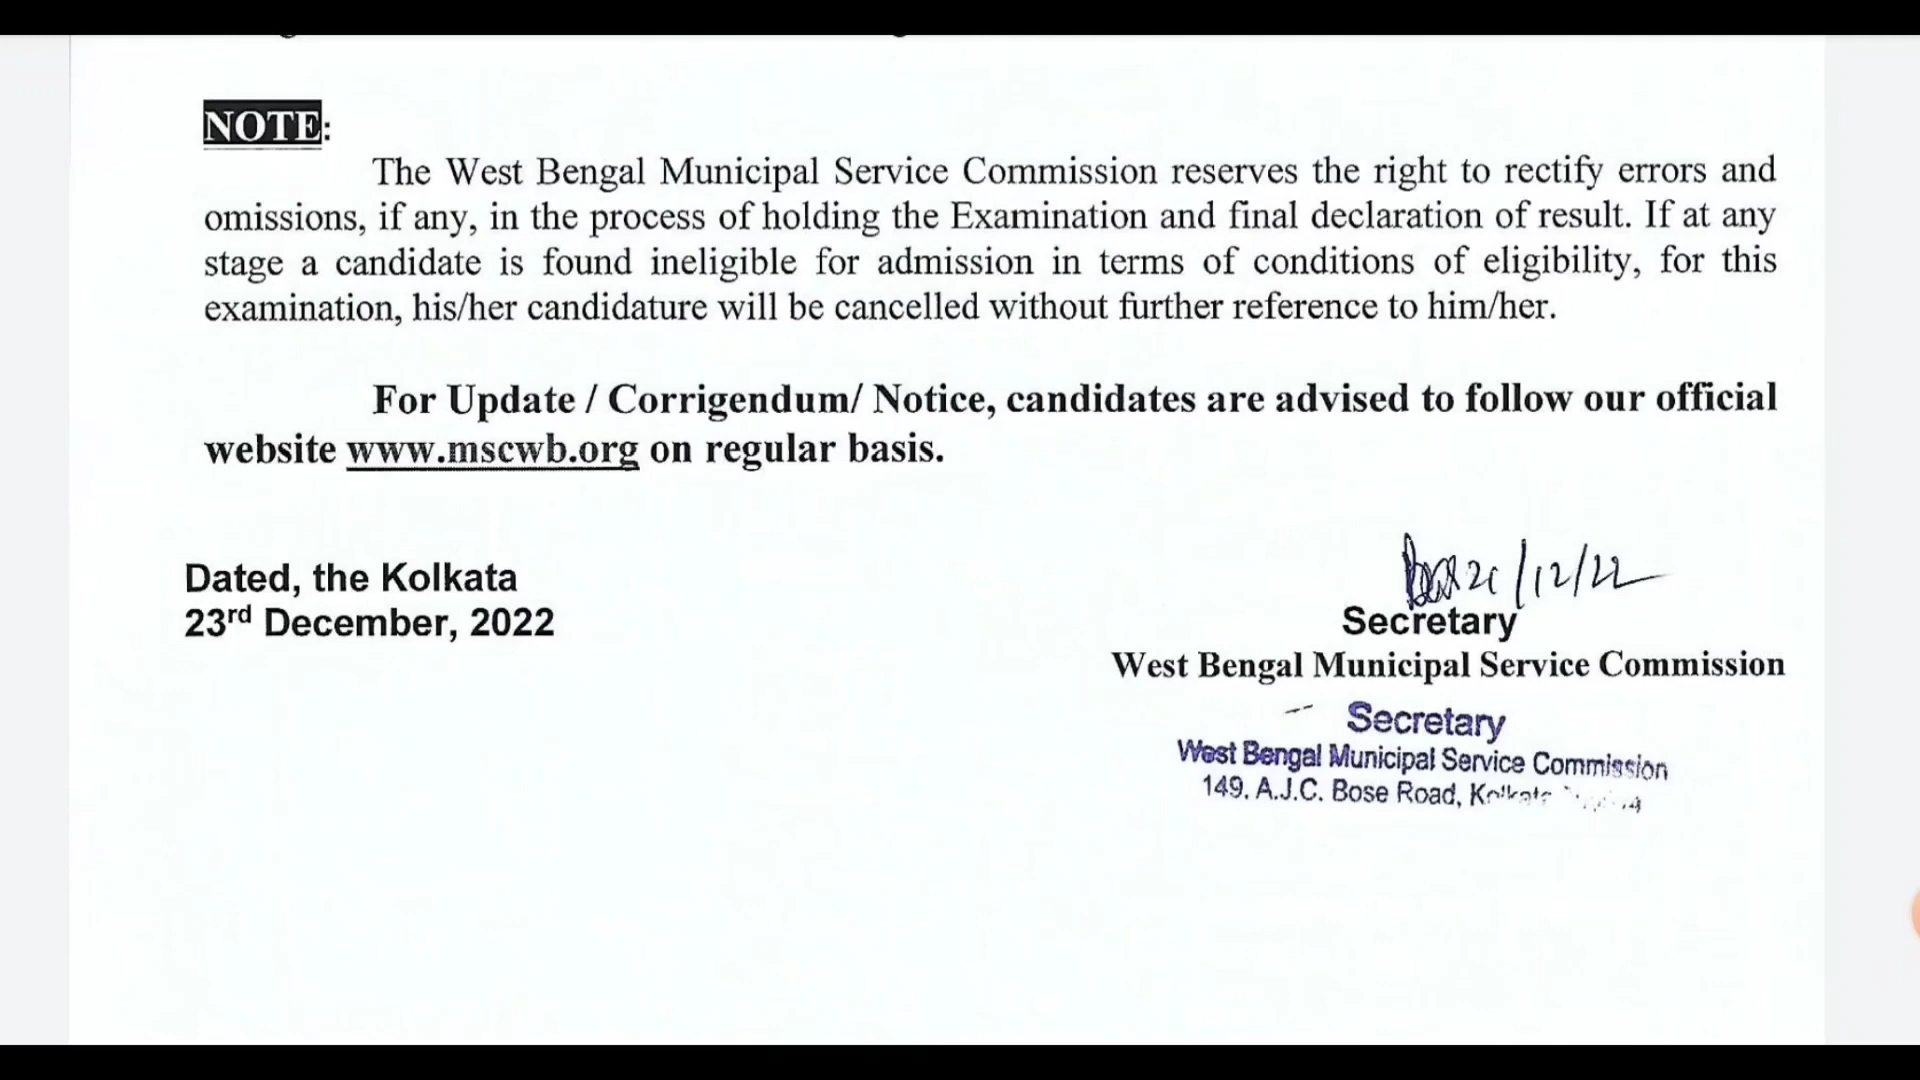 NOTE:
The West Bengal Municipal Service Commission reserves the right to rectify errors and
omissions, if any, in the process of holding the Examination and final declaration of result. If at any
stage a candidate is found ineligible for admission in terms of conditions of eligibility, for this
examination, his/her candidature will be cancelled without further reference to him/her.
For Update / Corrigendum/ Notice, candidates are advised to follow our official
website www.mscwb.org on regular basis.
Dated, the Kolkata
23rd December, 2022
/12/22
Secretary
West Bengal Municipal Service Commission
Secretary
West Bengal Municipal Service Commission
149, A.J.C. Bose Road, Kolkata